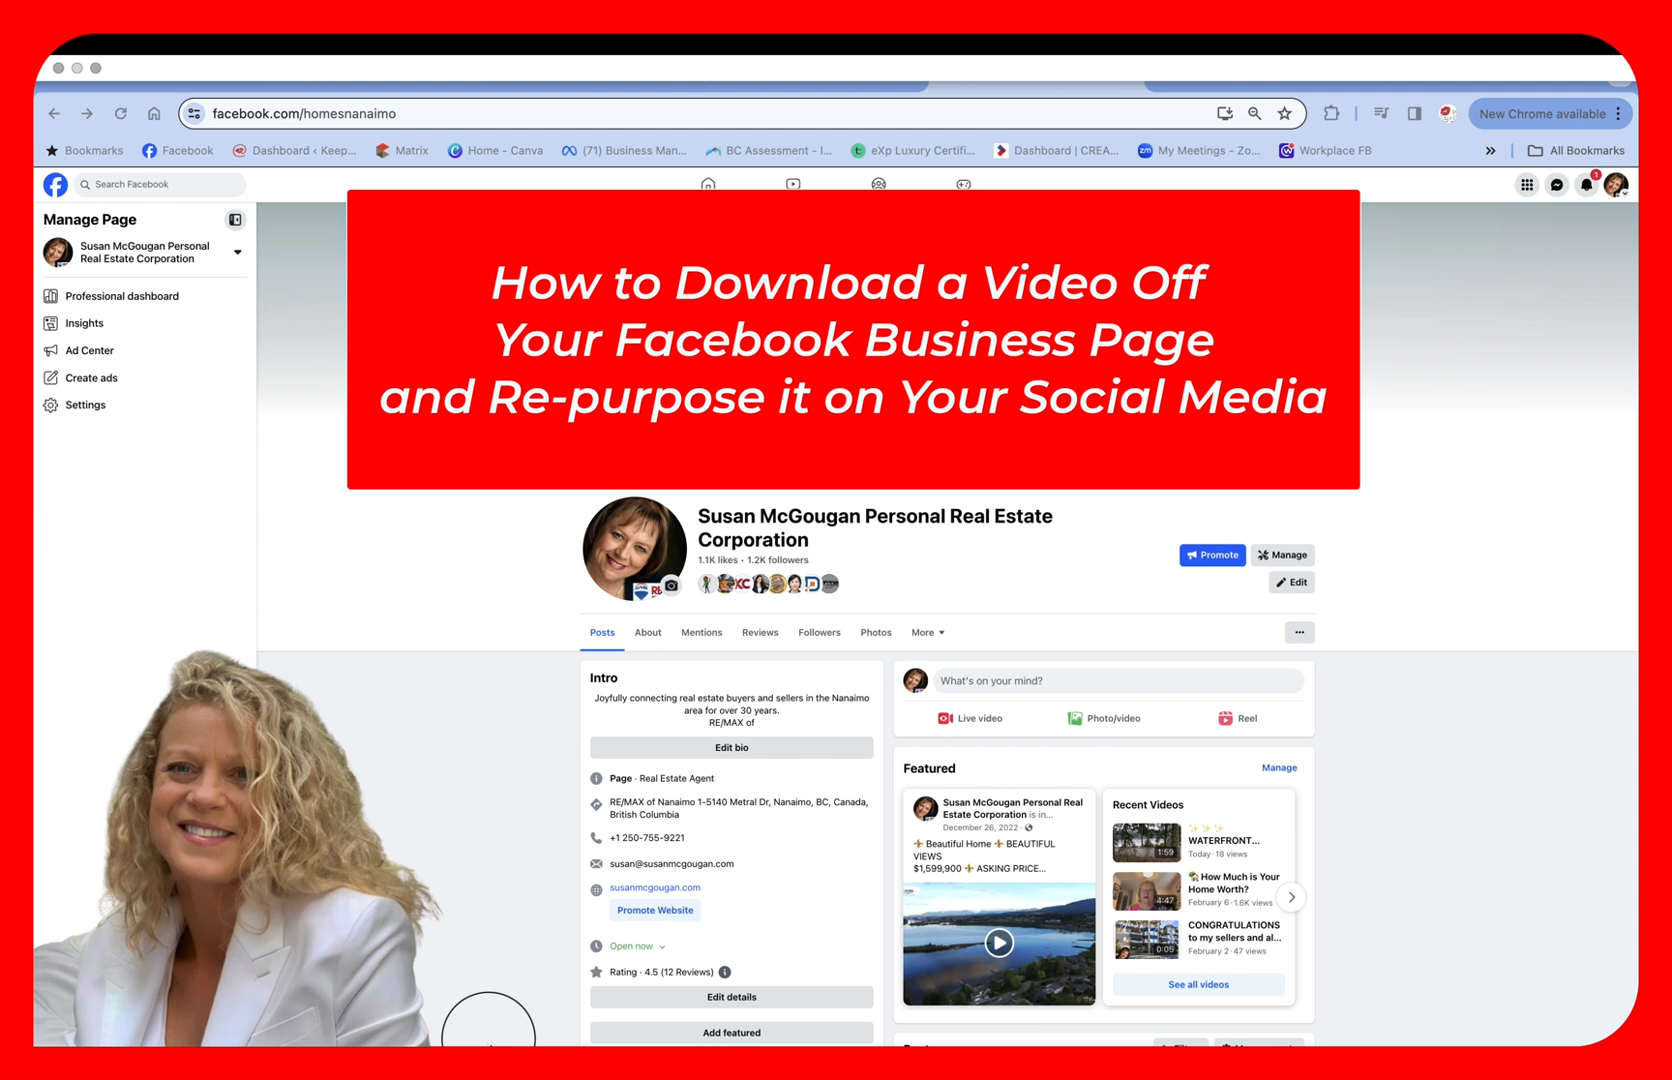 facebook.com/homesnanaimo
New Chrome available
Bookmarks
Facebook
Dashboard ‹ Keep...
Matrix
Home - Canva
(71) Business Man...
BC Assessment - I...
eXp Luxury Certifi...
Dashboard | CREA...
My Meetings - Zo...
Workplace FB
All Bookmarks
Search Facebook
Manage Page
Susan McGougan Personal
Real Estate Corporation
Professional dashboard
Insights
Ad Center
Create ads
Settings
How to Download a Video Off
Your Facebook Business Page
and Re-purpose it on Your Social Media
Susan McGougan Personal Real Estate
Corporation
1.1K likes • 1.2K followers
Promote
Manage
Edit
Posts
About
Mentions
Reviews
Followers
Photos
More
Intro
Joyfully connecting real estate buyers and sellers in the Nanaimo
area for over 30 years.
RE/MAX of
Edit bio
Page · Real Estate Agent
RE/MAX of Nanaimo 1-5140 Metral Dr, Nanaimo, BC, Canada,
British Columbia
+1 250-755-9221
susan@susanmcgougan.com
susanmcgougan.com
Promote Website
Open now
Rating · 4.5 (12 Reviews)
Edit details
Add featured
What's on your mind?
Live video
Photo/video
Reel
Featured
Manage
Susan McGougan Personal Real
Estate Corporation is in...
December 26, 2022 ·
Beautiful Home BEAUTIFUL
VIEWS
$1,599,900 ASKING PRICE...
Recent Videos
1:59
WATERFRONT...
Today · 18 views
4:47
How Much is Your
Home Worth?
February 6 · 1.6K views
0:05
CONGRATULATIONS
to my sellers and al...
February 2 · 47 views
See all videos